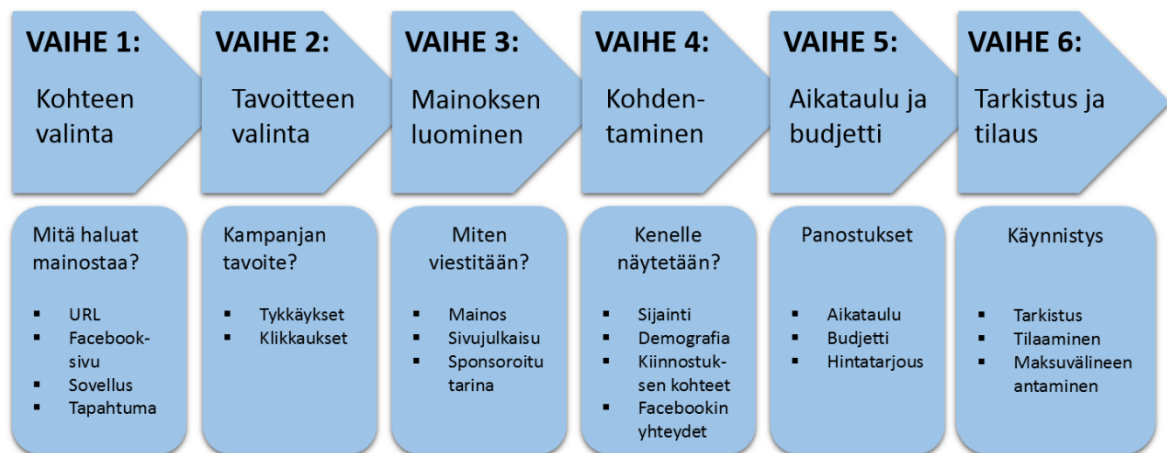 VAIHE 1:
Kohteen
valinta
VAIHE 2:
Tavoitteen
valinta
VAIHE 3:
Mainoksen
luominen
VAIHE 4:
Kohden-
taminen
VAIHE 5:
Aikataulu ja
budjetti
VAIHE 6:
Tarkistus ja
tilaus
Mitä haluat
mainostaa?
▪ URL
▪ Facebook-
sivu
▪ Sovellus
▪ Tapahtuma
Kampanjan
tavoite?
▪ Tykkäykset
▪ Klikkaukset
Miten
viestitään?
▪ Mainos
▪ Sivujulkaisu
▪ Sponsoroitu
tarina
Kenelle
näytetään?
▪ Sijainti
▪ Demografia
▪ Kiinnostuk-
sen kohteet
▪ Facebookin
yhteydet
Panostukset
▪ Aikataulu
▪ Budjetti
▪ Hintatarjous
Käynnistys
▪ Tarkistus
▪ Tilaaminen
▪ Maksuvälineen
antaminen